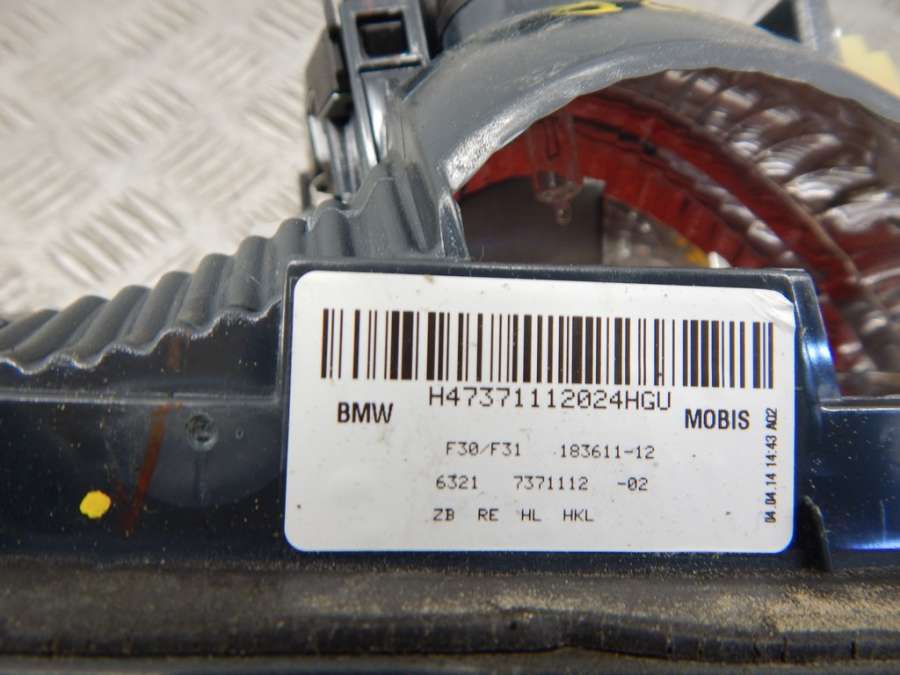 H47371112024HGU
BMW
MOBIS
F30/F31 183611-12
6321 7371112 -02
ZB RE HL HKL
04.04.14 14:43 A02